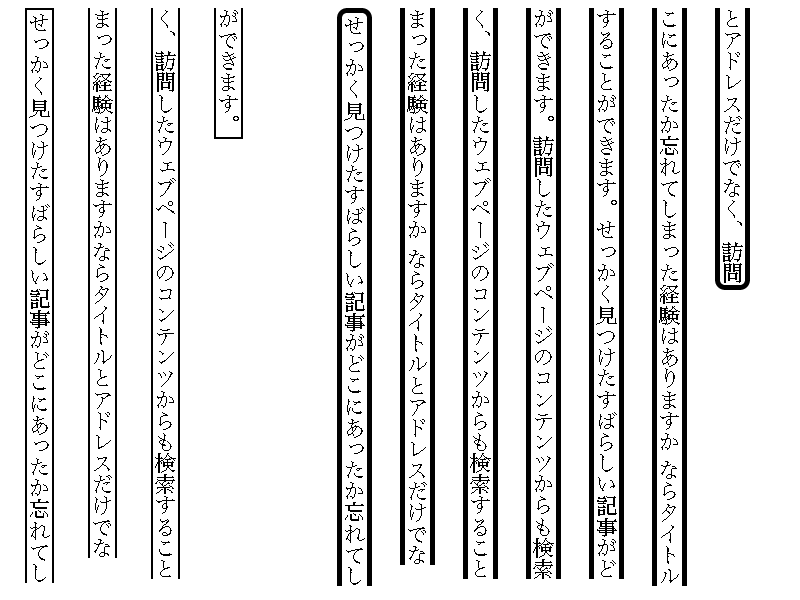 せっかく見つけたすばらしい記事がどこにあったか忘れてし
まった経験はありますかならタイトルとアドレスだけでな
く、訪問したウェブページのコンテンツからも検索すること
ができます。
せっかく見つけたすばらしい記事がどこにあったか忘れてし
まった経験はありますか ならタイトルとアドレスだけでな
く、訪問したウェブページのコンテンツからも検索すること
ができます。訪問したウェブページのコンテンツからも検索
することができます。せっかく見つけたすばらしい記事がど
こにあったか忘れてしまった経験はありますか ならタイトル
とアドレスだけでなく、訪問